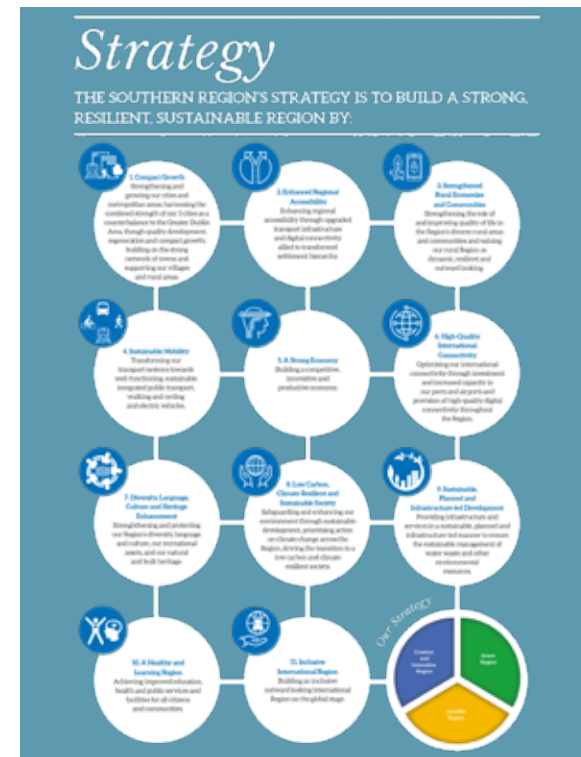 Strategy
THE SOUTHERN REGION'S STRATEGY IS TO BUILD A STRONG,
RESILIENT, SUSTAINABLE REGION BY:
1. Compact Growth
Strengthening and
growing our cities and
metropolitan areas; harnessing the
combined strength of our 3 cities as a
counterbalance to the Greater Dublin
Area, though quality development;
regeneration and compact growth;
building on the strong
network of towns and
supporting our villages
and rural areas.
2. Enhanced Regional
Accessibility
Enhancing regional
accessibility through upgraded
transport infrastructure
and digital connectivity
allied to transformed
settlement hierarchy.
3. Strengthened
Rural Economies
and Communities
Strengthening the role of
and improving quality of life in
the Region's diverse rural areas
and communities and valuing
our rural Region as
dynamic, resilient and
outward looking.
4. Sustainable Mobility
Transforming our
transport systems towards
well-functioning, sustainable
integrated public transport,
walking and cycling
and electric vehicles.
5. A Strong Economy
Building a competitive,
innovative and
productive economy.
6. High-Quality
International
Connectivity
Optimising our international
connectivity through investment
and increased capacity in
our ports and airports and
provision of high-quality digital
connectivity throughout
the Region.
7. Diversity, Language,
Culture and Heritage
Enhancement
Strengthening and protecting
our Region's diversity, language
and culture, our recreational
assets, and our natural
and built heritage.
8. Low Carbon,
Climate Resilient and
Sustainable Society
Safeguarding and enhancing our
environment through sustainable
development, prioritising action
on climate change across the
Region, driving the transition to a
low carbon and climate
resilient society.
9. Sustainable,
Planned and
Infrastructure-led Development
Providing infrastructure and
services in a sustainable, planned and
infrastructure-led manner to ensure
the sustainable management of
water, waste and other
environmental
resources.
10. A Healthy and
Learning Region
Achieving improved education,
health and public services and
facilities for all citizens
and communities.
11. Inclusive
International Region
Building an inclusive
outward looking international
Region on the global stage.
Our Strategy
Creative
and
Innovative
Region
Green
Region
Liveable
Region